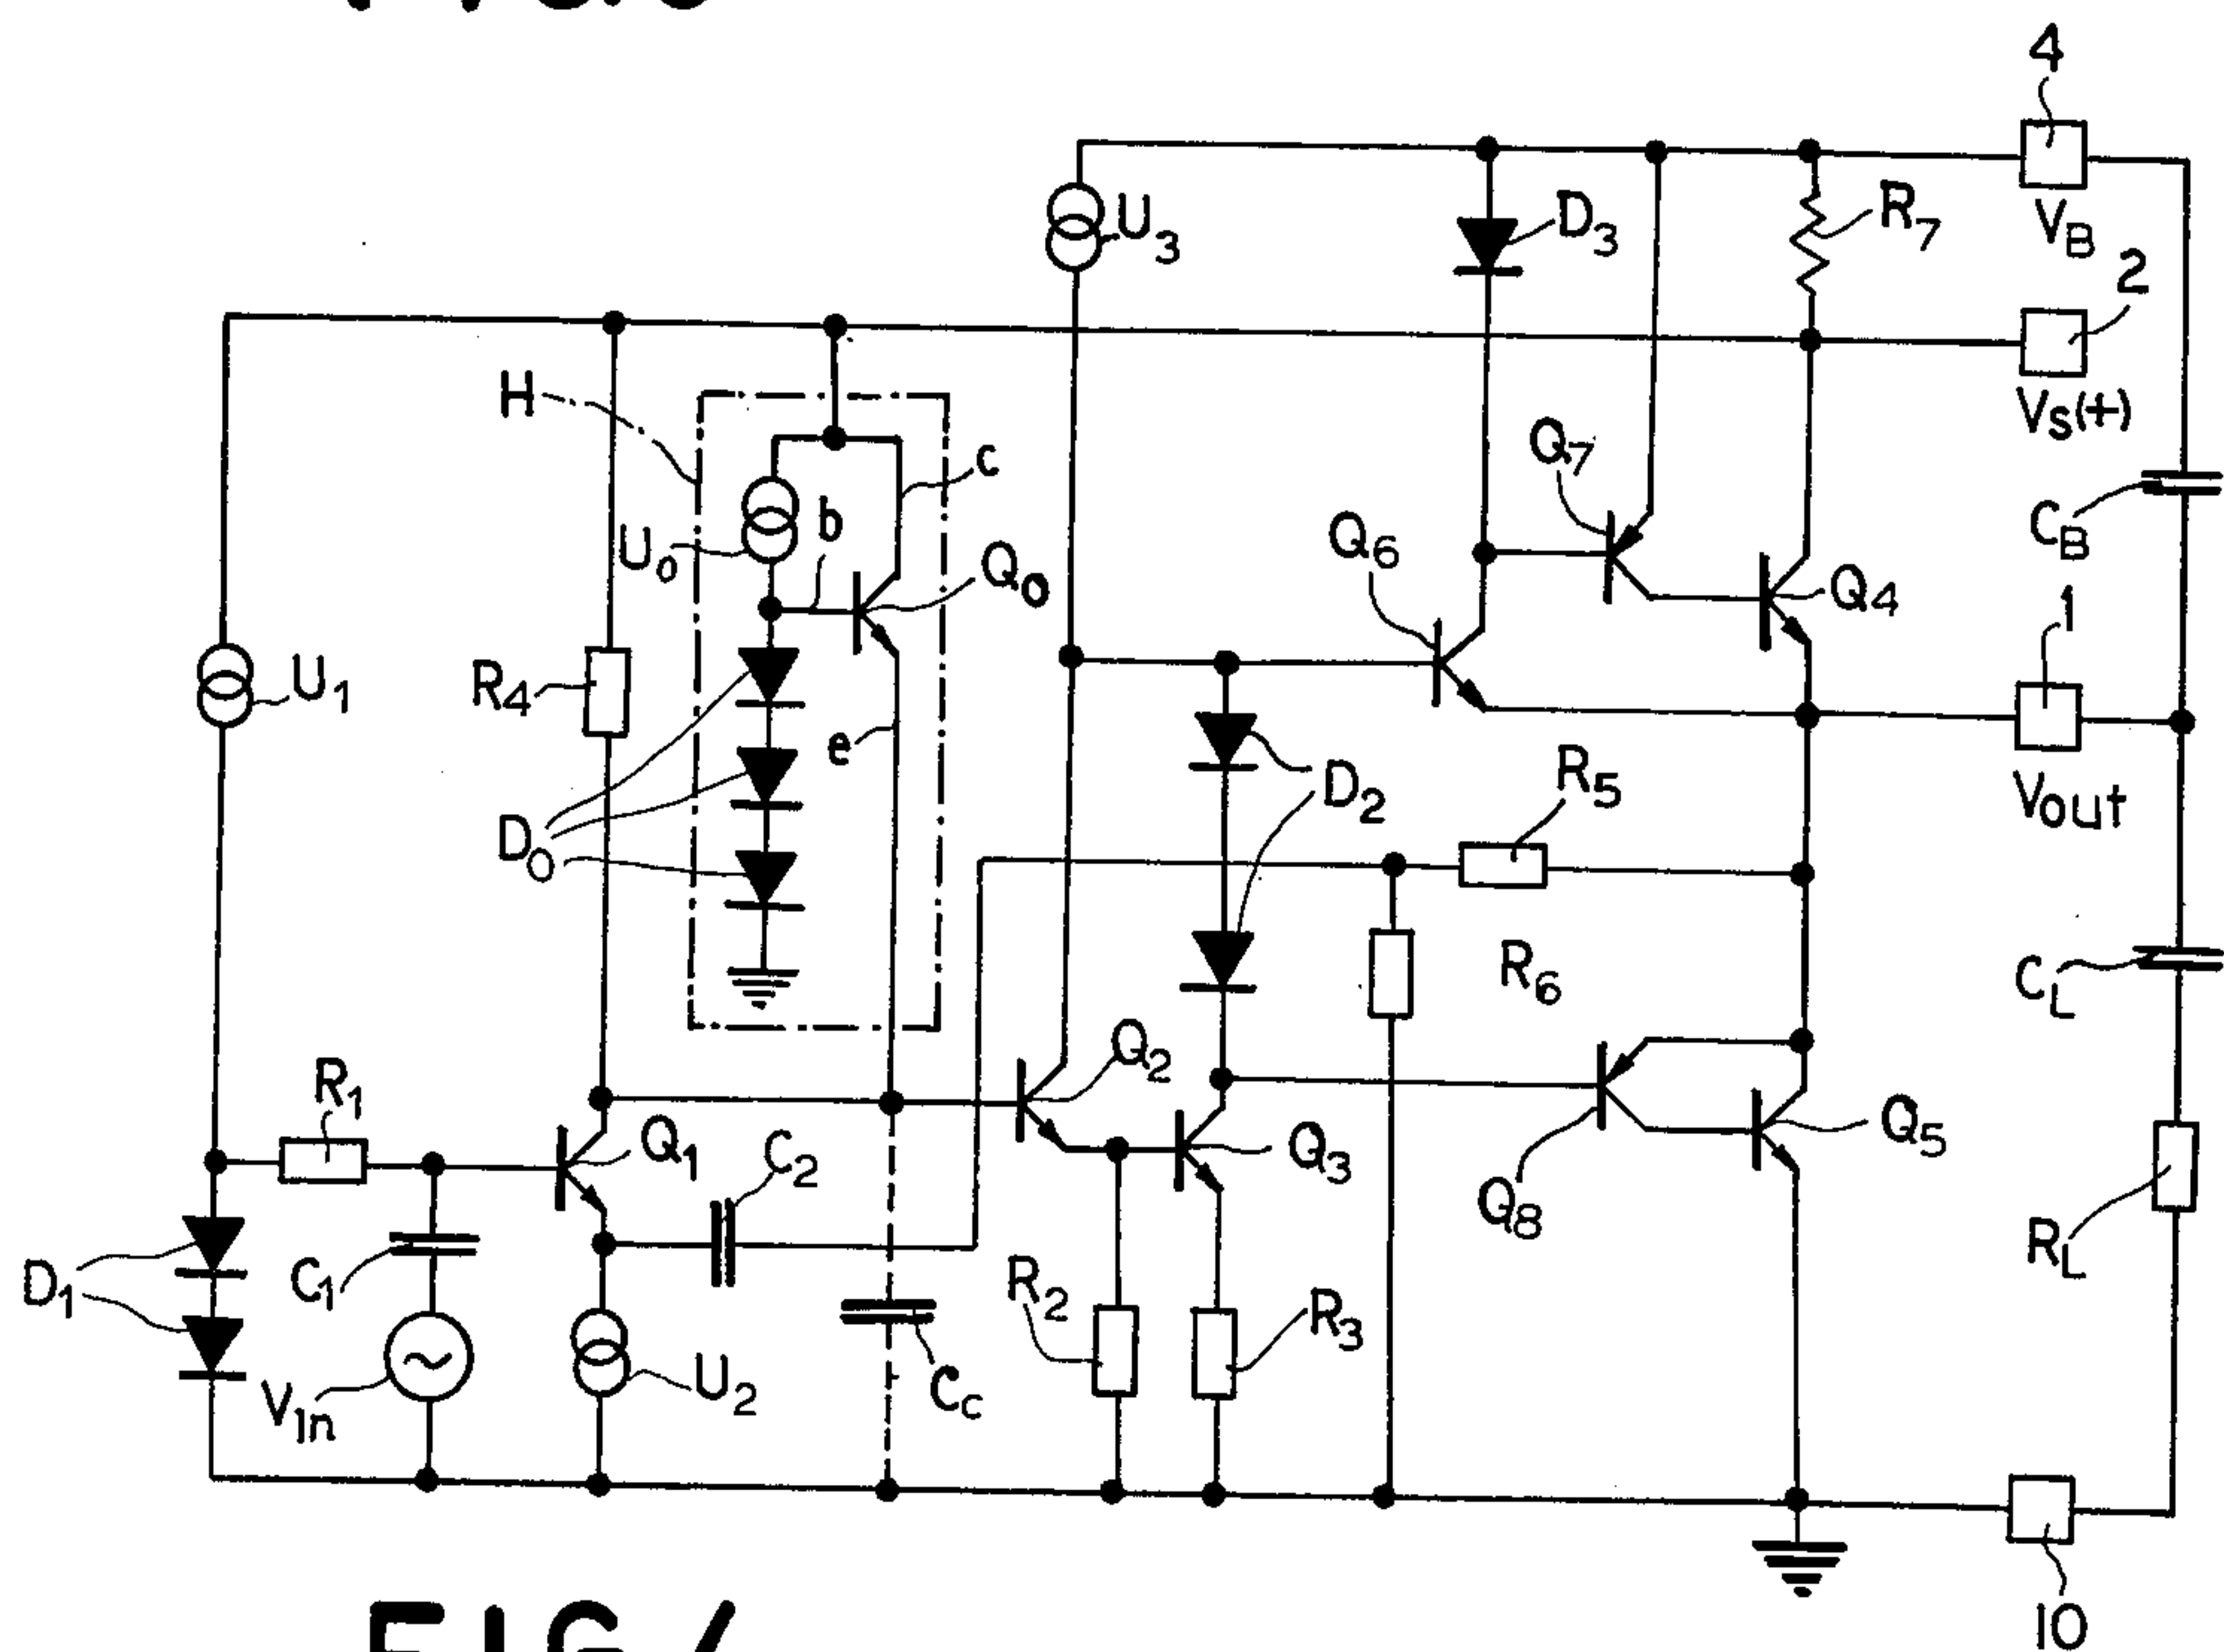 4
V_B
2
V_S(+)
U_3
D_3
R_7
H
c
Q_7
C_B
U_0
b
Q_0
Q_6
Q_4
1
U_1
R_4
e
D_2
R_5
V_out
D_0
R_6
C_L
R_1
Q_1
C_2
Q_2
Q_3
Q_8
Q_5
D_1
C_1
R_2
R_3
R_L
V_In
U_2
C_C
10